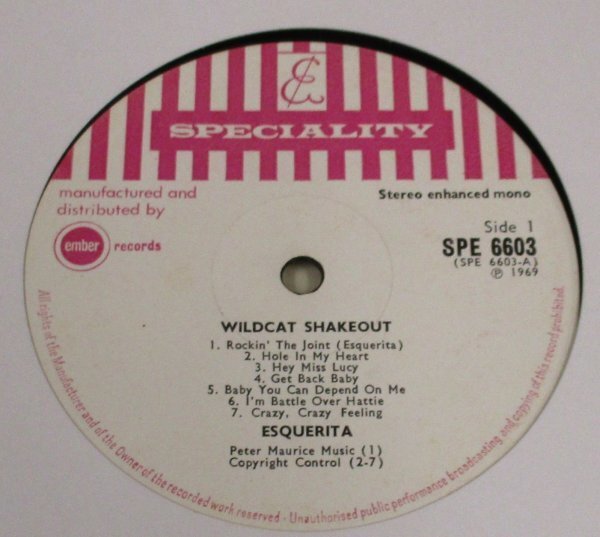 SPECIALITY
manufactured and
distributed by
ember records
Stereo enhanced mono
Side 1
SPE 6603
(SPE 6603-A)
℗ 1969
WILDCAT SHAKEOUT
1. Rockin' The Joint (Esquerita)
2. Hole In My Heart
3. Hey Miss Lucy
4. Get Back Baby
5. Baby You Can Depend On Me
6. I'm Battle Over Hattie
7. Crazy, Crazy Feeling
ESQUERITA
Peter Maurice Music (1)
Copyright Control (2-7)
All rights of the Manufacturer and of the Owner of the recorded work reserved - Unauthorised public performance broadcasting and copying of this record prohibited.